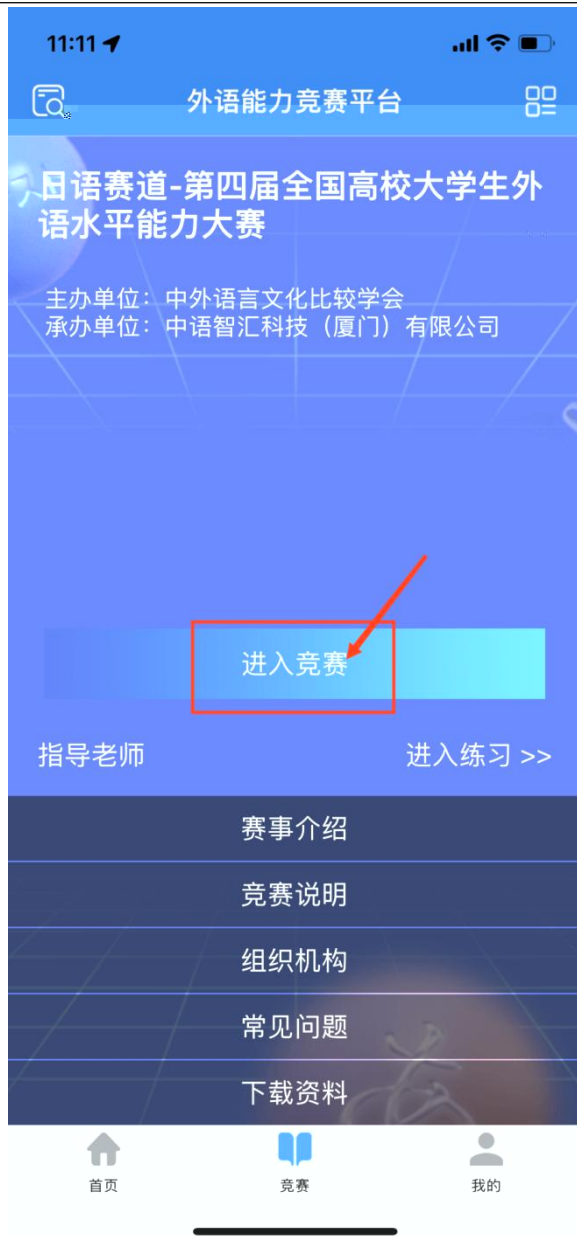 11:11
外语能力竞赛平台
日语赛道-第四届全国高校大学生外
语水平能力大赛
主办单位：中外语言文化比较学会
承办单位：中语智汇科技（厦门）有限公司
进入竞赛
指导老师
进入练习 >>
赛事介绍
竞赛说明
组织机构
常见问题
下载资料
首页
竞赛
我的